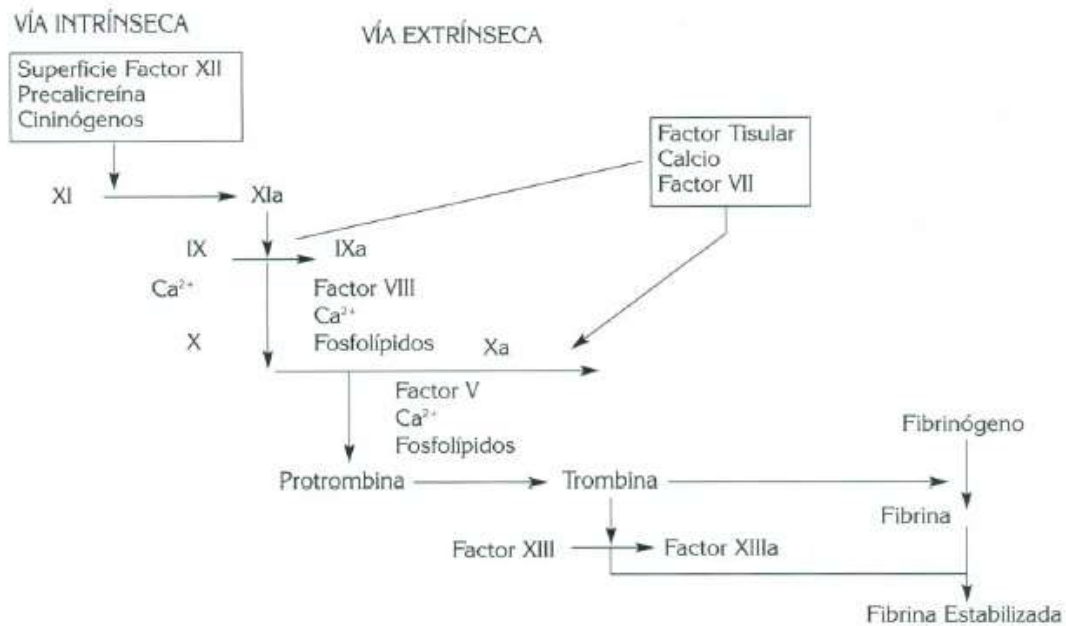 VÍA INTRÍNSECA
VÍA EXTRÍNSECA
Superficie Factor XII
Precalicreína
Cininógenos
Factor Tisular
Calcio
Factor VII
XI
XIa
IX
IXa
Ca²⁺
Factor VIII
Ca²⁺
Fosfolípidos
X
Xa
Factor V
Ca²⁺
Fosfolípidos
Fibrinógeno
Protrombina
Trombina
Fibrina
Factor XIII
Factor XIIIa
Fibrina Estabilizada